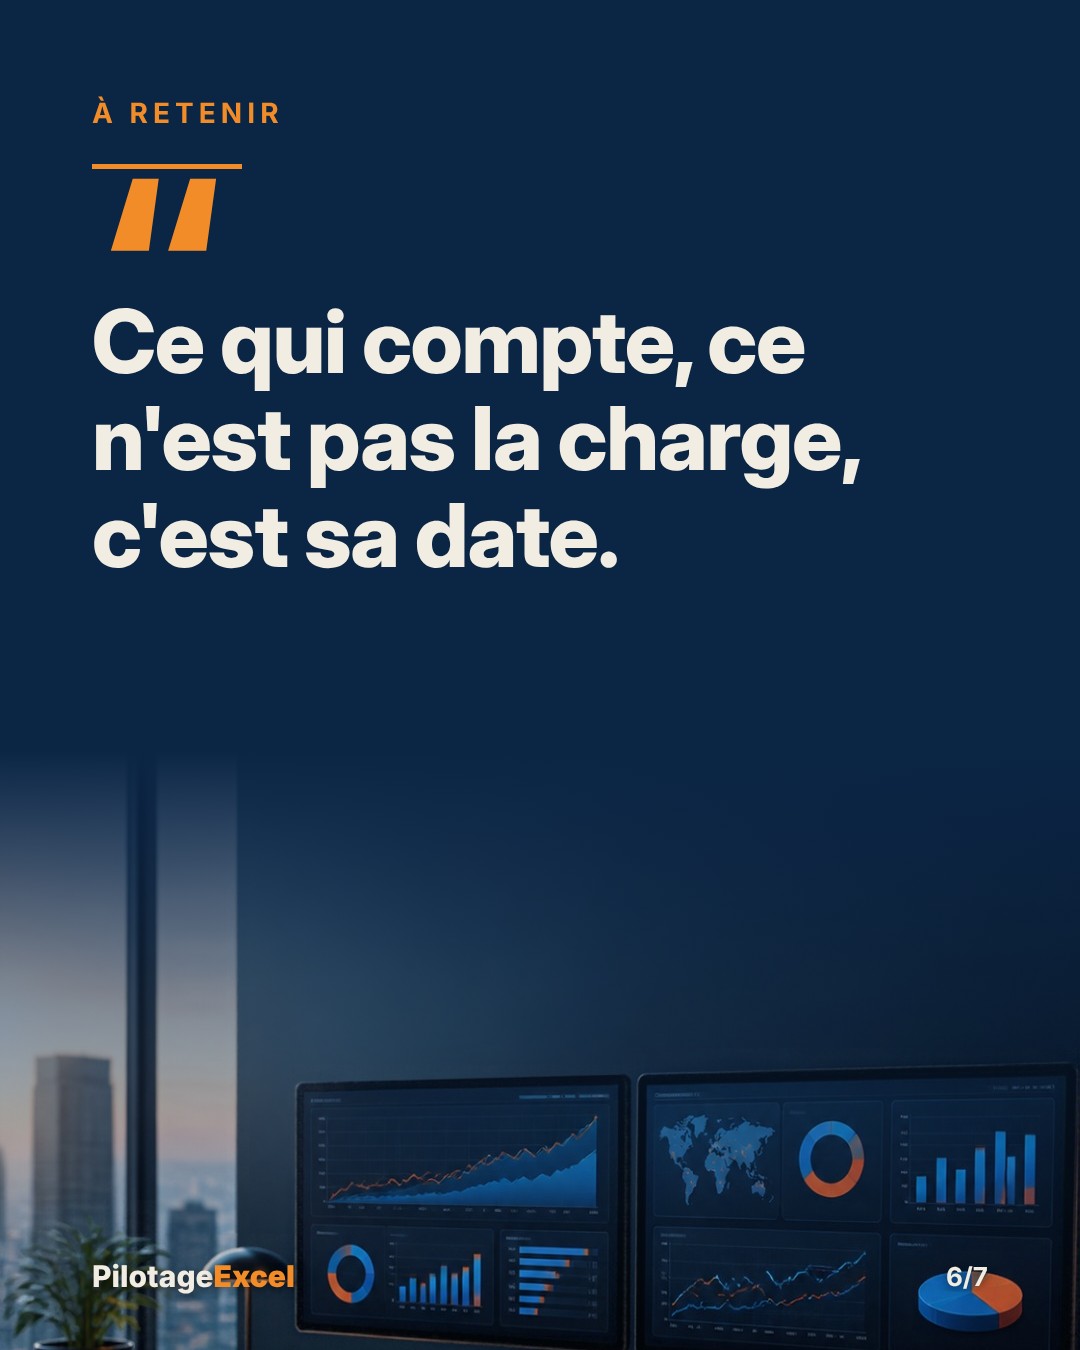 À RETENIR
"
Ce qui compte, ce
n'est pas la charge,
c'est sa date.
PilotageExcel
6/7